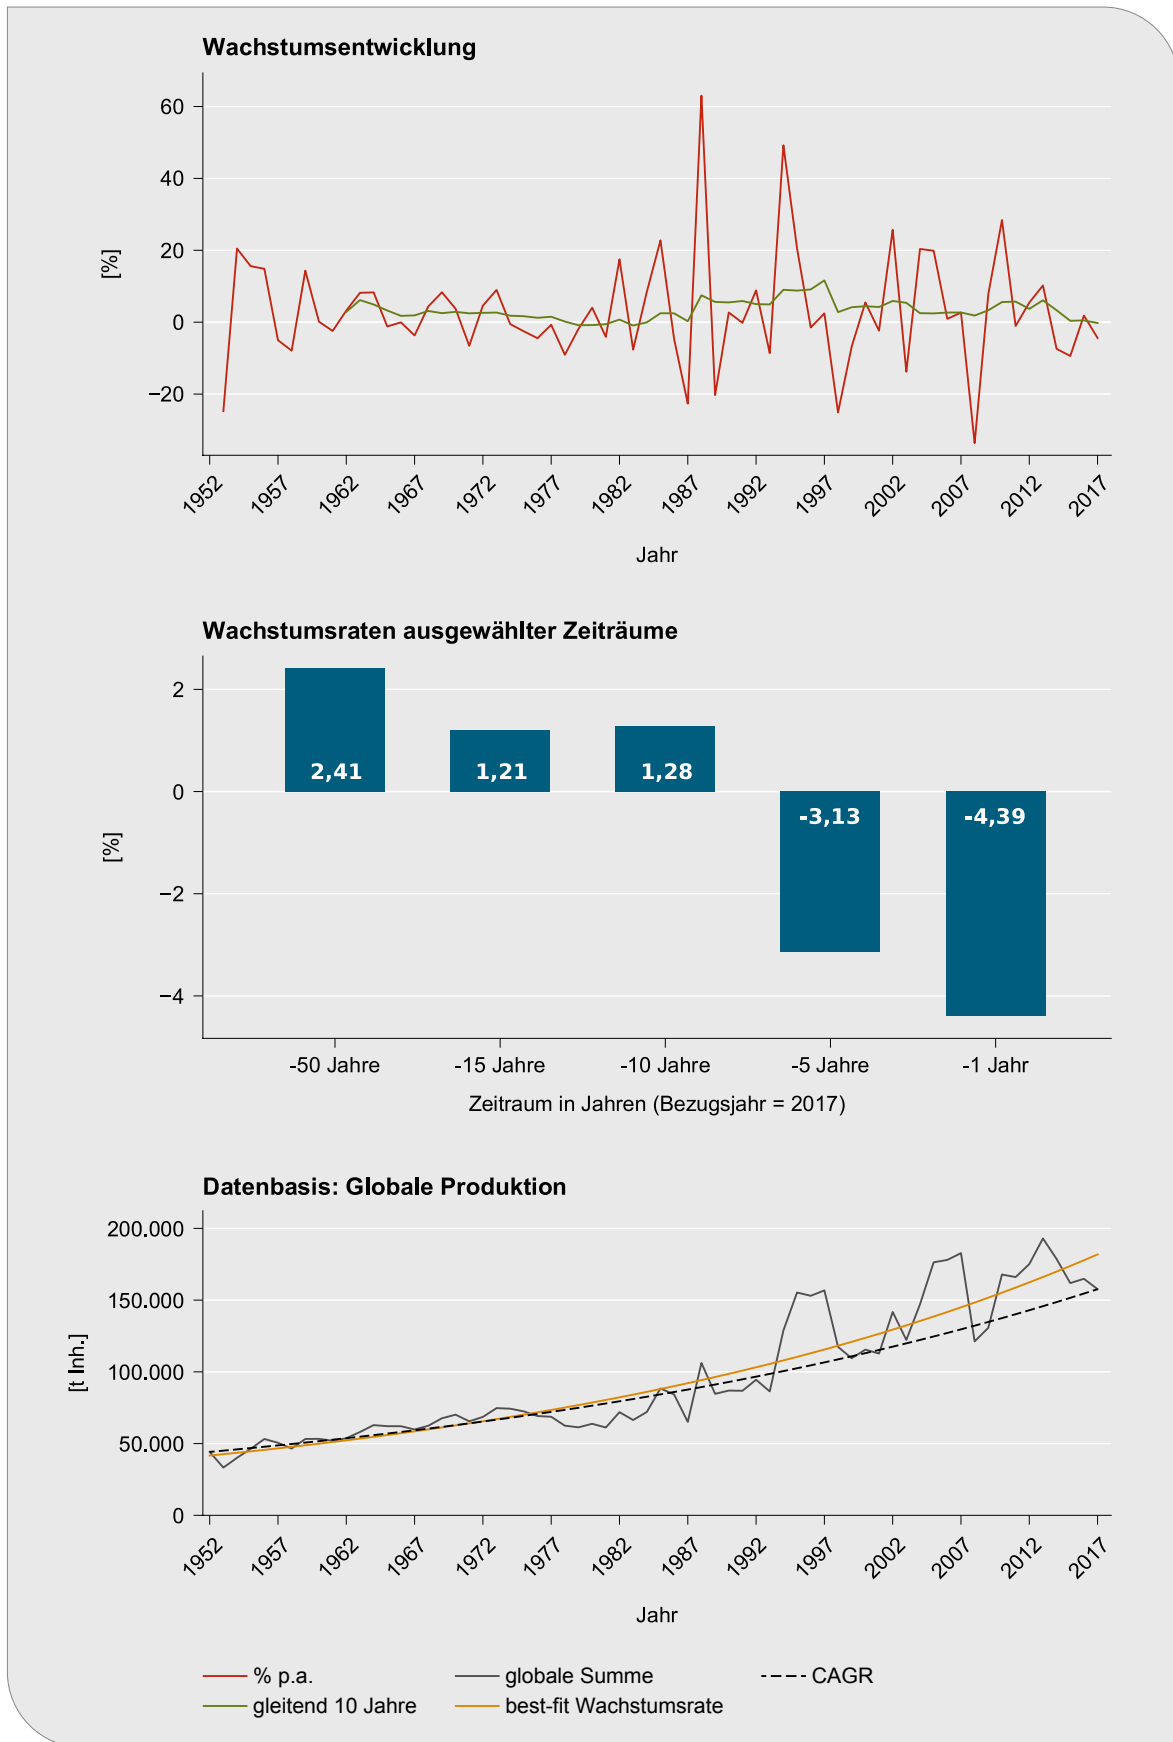 Wachstumsentwicklung
60
40
20
0
−20
[%]
1952 1957 1962 1967 1972 1977 1982 1987 1992 1997 2002 2007 2012 2017
Jahr
Wachstumsraten ausgewählter Zeiträume
2
0
−2
−4
[%]
2,41 1,21 1,28 -3,13 -4,39
-50 Jahre -15 Jahre -10 Jahre -5 Jahre -1 Jahr
Zeitraum in Jahren (Bezugsjahr = 2017)
Datenbasis: Globale Produktion
200.000
150.000
100.000
50.000
0
[t Inh.]
1952 1957 1962 1967 1972 1977 1982 1987 1992 1997 2002 2007 2012 2017
Jahr
% p.a. globale Summe CAGR
gleitend 10 Jahre best-fit Wachstumsrate